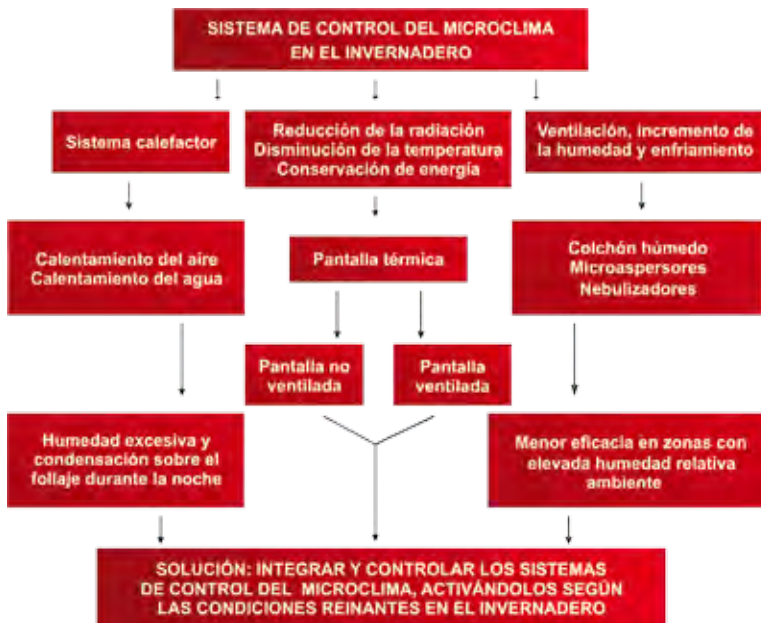 SISTEMA DE CONTROL DEL MICROCLIMA
EN EL INVERNADERO
Sistema calefactor
Reducción de la radiación
Disminución de la temperatura
Conservación de energía
Ventilación, incremento de
la humedad y enfriamiento
Calentamiento del aire
Calentamiento del agua
Pantalla térmica
Colchón húmedo
Microaspersores
Nebulizadores
Pantalla no
ventilada
Pantalla
ventilada
Humedad excesiva y
condensación sobre el
follaje durante la noche
Menor eficacia en zonas con
elevada humedad relativa
ambiente
SOLUCIÓN: INTEGRAR Y CONTROLAR LOS SISTEMAS
DE CONTROL DEL MICROCLIMA, ACTIVÁNDOLOS SEGÚN
LAS CONDICIONES REINANTES EN EL INVERNADERO